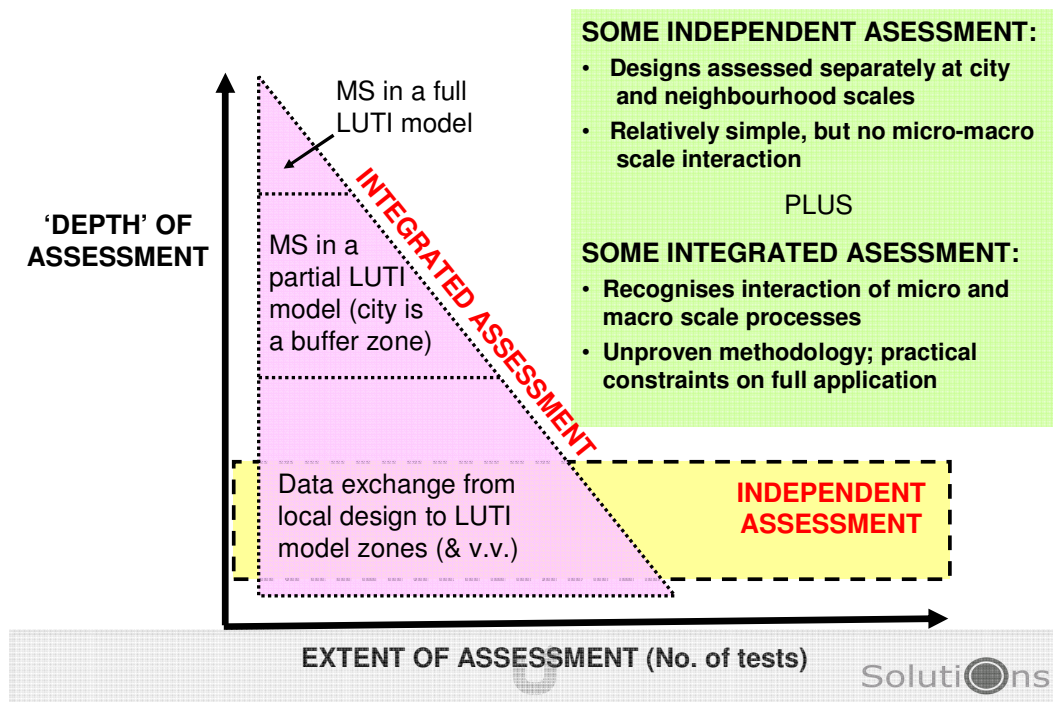 SOME INDEPENDENT ASESSMENT:
• Designs assessed separately at city
and neighbourhood scales
• Relatively simple, but no micro-macro
scale interaction
PLUS
SOME INTEGRATED ASESSMENT:
• Recognises interaction of micro and
macro scale processes
• Unproven methodology; practical
constraints on full application
MS in a full
LUTI model
‘DEPTH’ OF
ASSESSMENT
INTEGRATED ASSESSMENT
MS in a
partial LUTI
model (city is
a buffer zone)
Data exchange from
local design to LUTI
model zones (& v.v.)
INDEPENDENT
ASSESSMENT
EXTENT OF ASSESSMENT (No. of tests)
Solutions